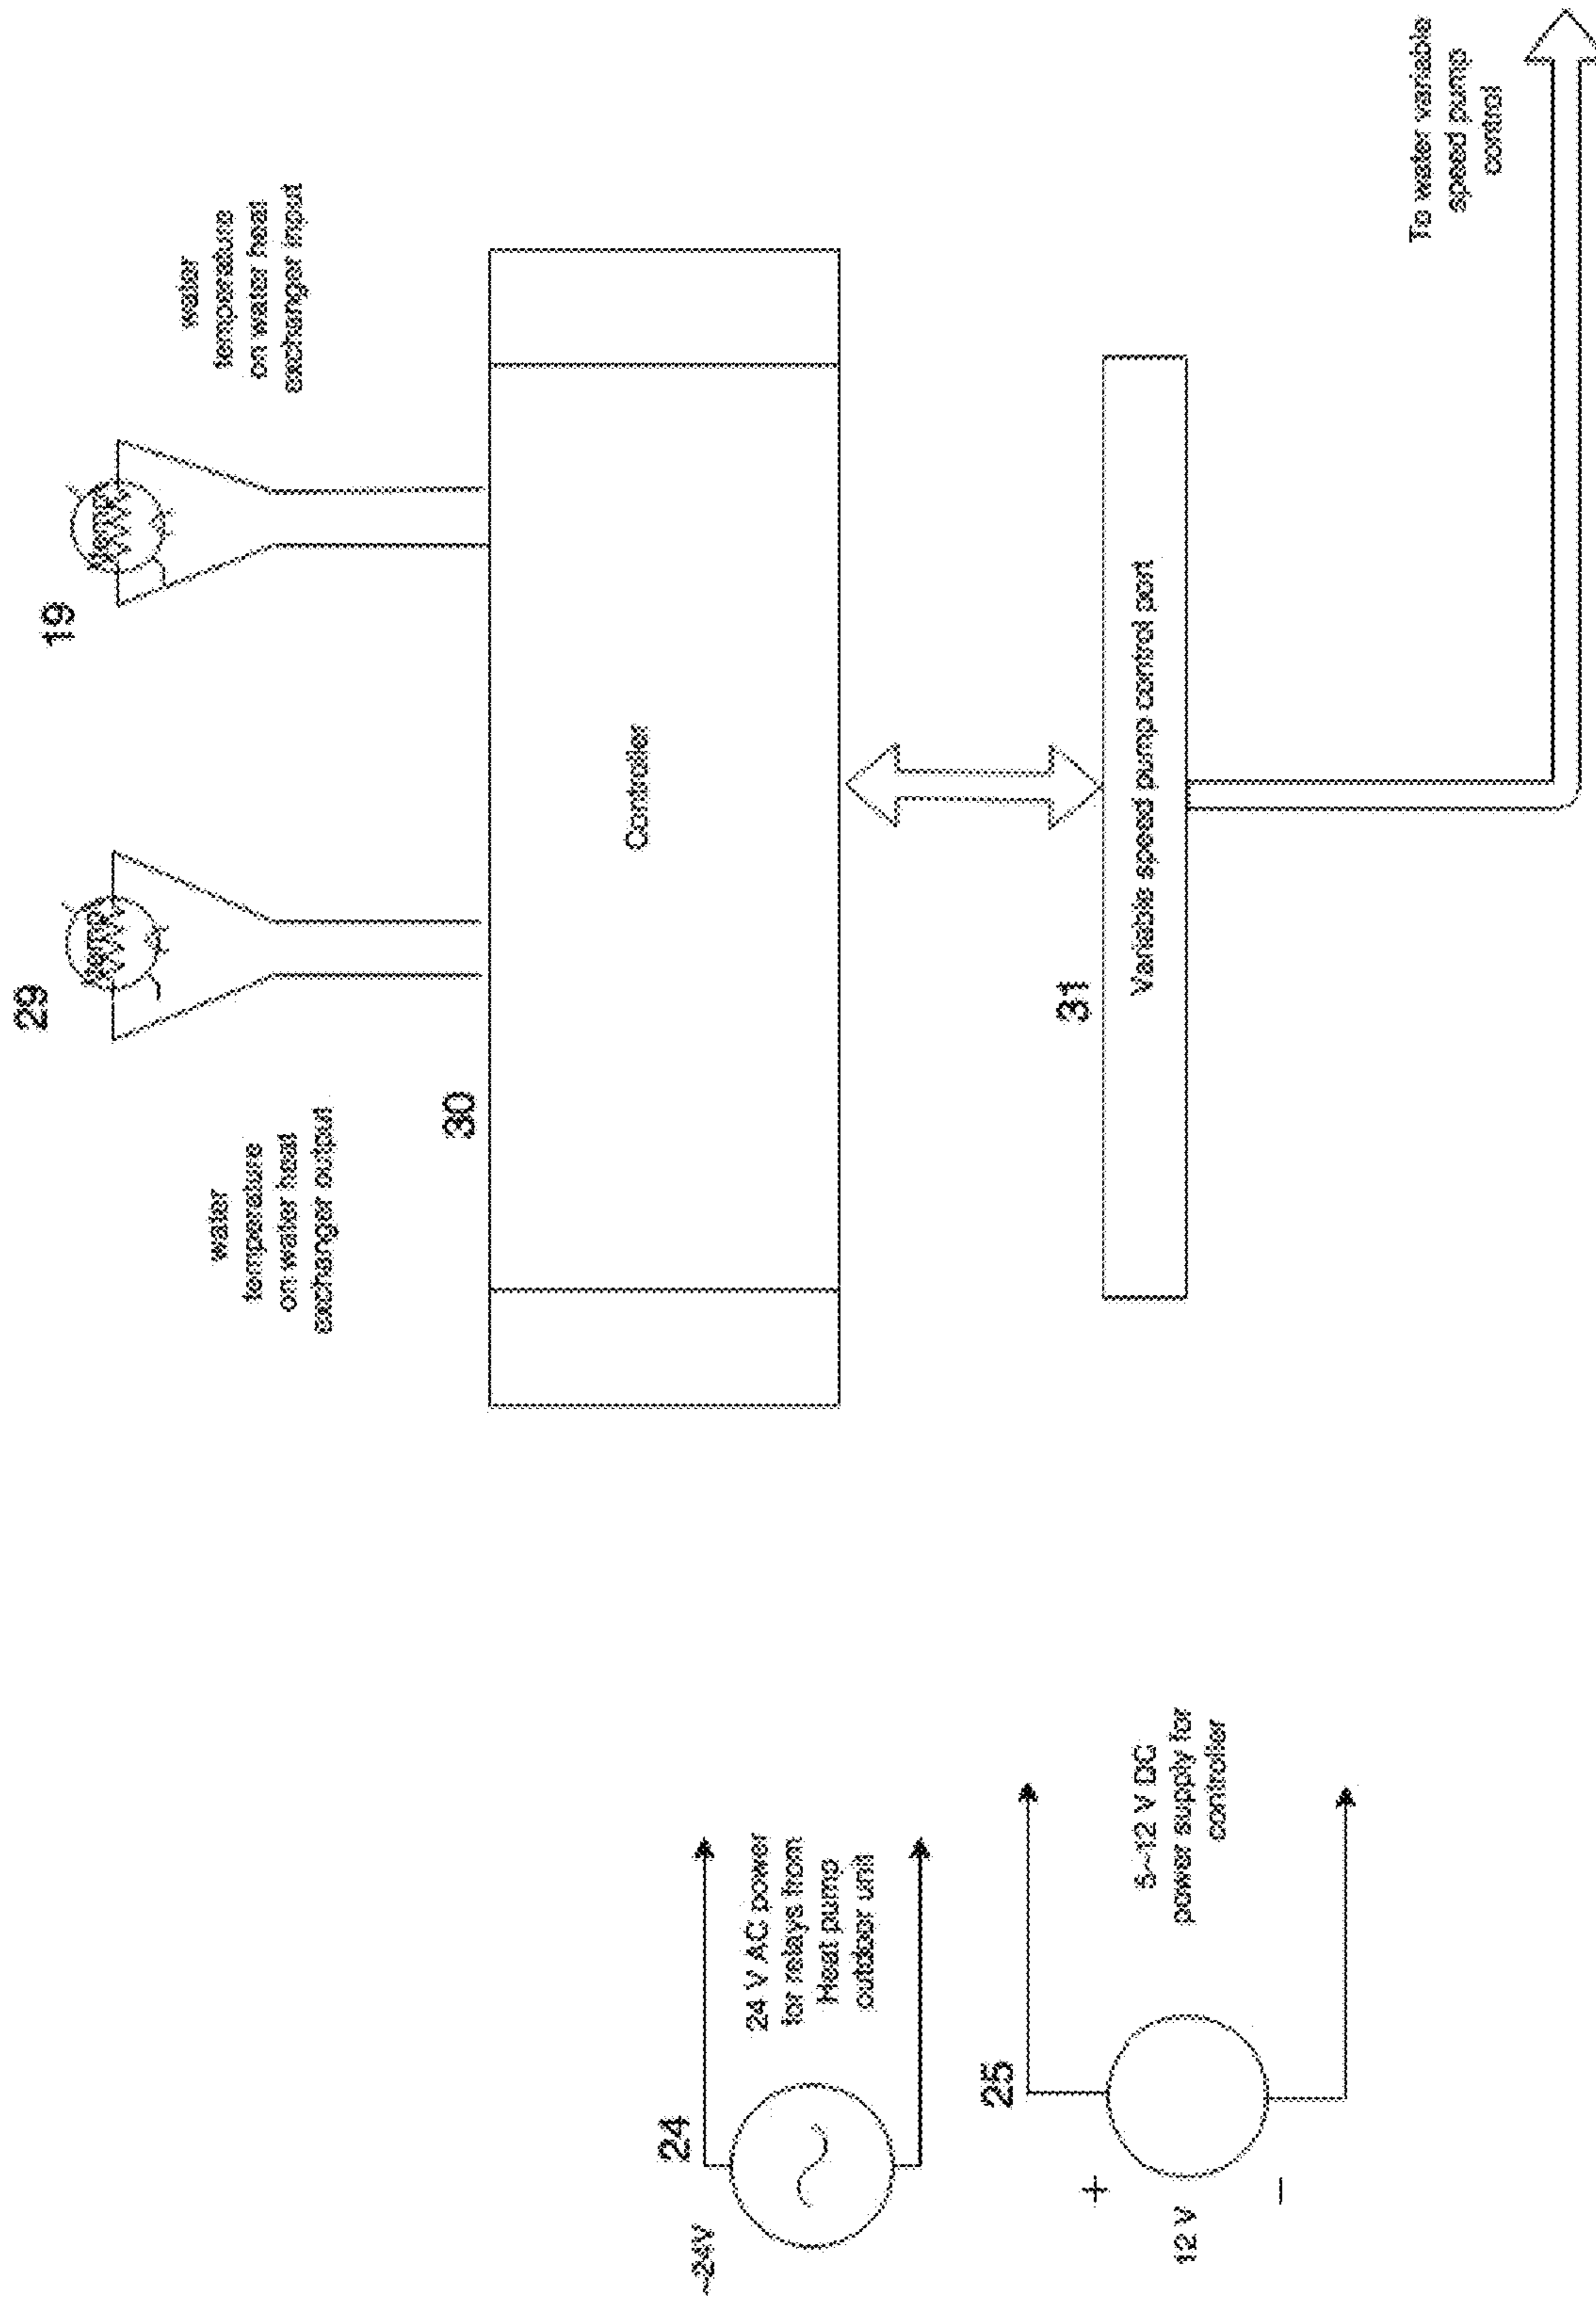 29
19
water
temperature
on water heat
exchanger output
water
temperature
on water heat
exchanger input
30
Controller
24
~24V
24 V AC power
for relays from
Heat pump
outdoor unit
25
+
12 V
–
5~12 V DC
power supply for
controller
31
Variable speed pump control port
To water variable
speed pump
control